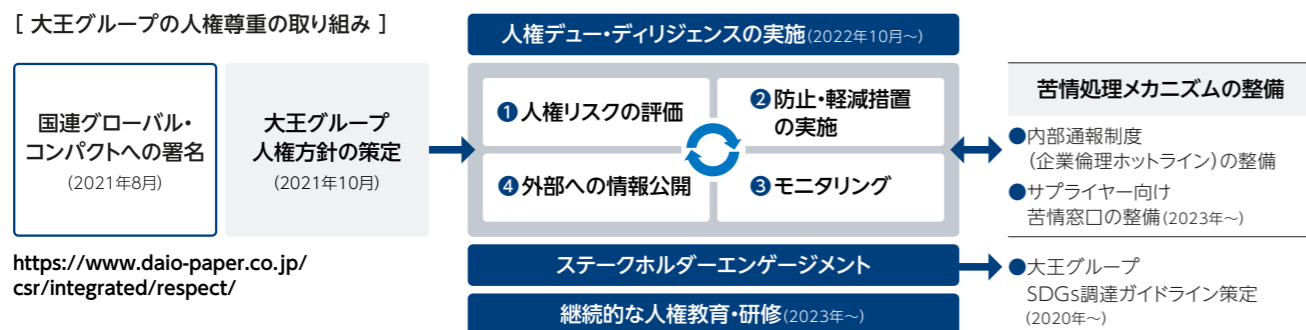 [ 大王グループの人権尊重の取り組み ]
国連グローバル・
コンパクトへの署名
(2021年8月)
大王グループ
人権方針の策定
(2021年10月)
https://www.daio-paper.co.jp/
csr/integrated/respect/
人権デュー・ディリジェンスの実施(2022年10月～)
❶人権リスクの評価
❷防止・軽減措置
の実施
❹外部への情報公開
❸モニタリング
ステークホルダーエンゲージメント
継続的な人権教育・研修(2023年～)
苦情処理メカニズムの整備
●内部通報制度
(企業倫理ホットライン)の整備
●サプライヤー向け
苦情窓口の整備(2023年～)
●大王グループ
SDGs調達ガイドライン策定
(2020年～)